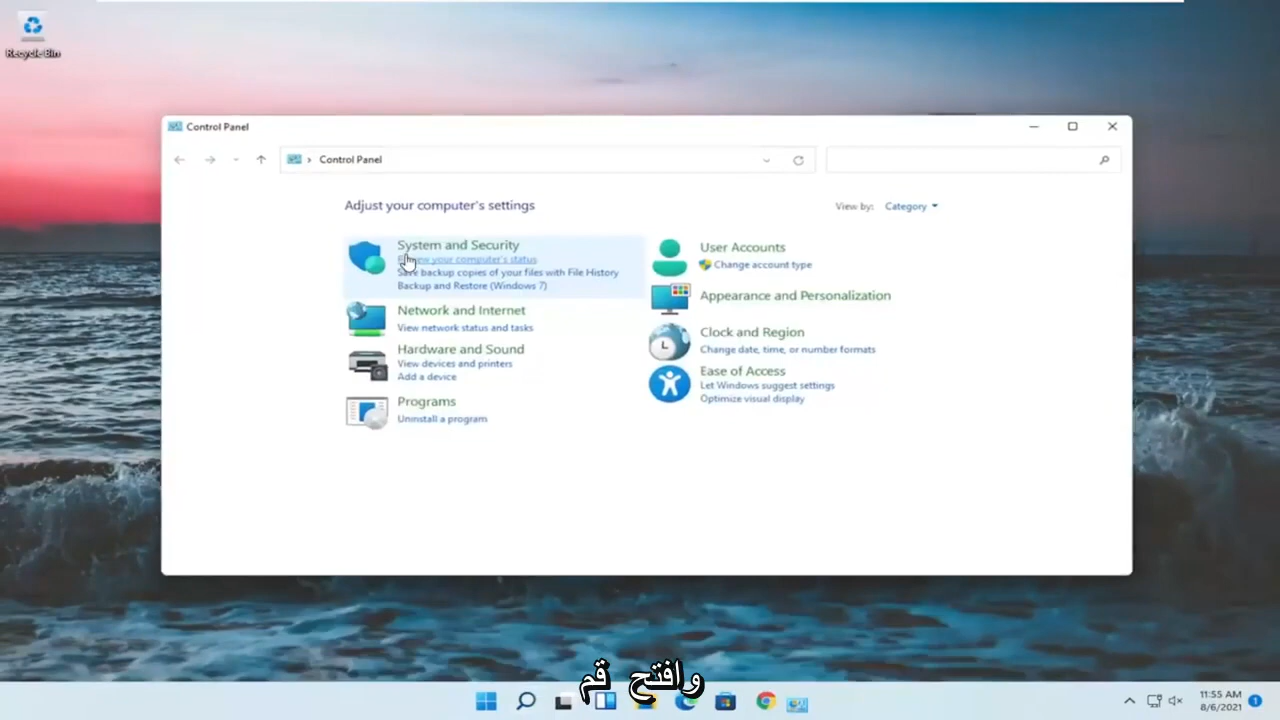 Recycle Bin
Control Panel
Control Panel
Adjust your computer's settings
View by: Category
System and Security
your computer's status
Save backup copies of your files with File History
Backup and Restore (Windows 7)
Network and Internet
View network status and tasks
Hardware and Sound
View devices and printers
Add a device
Programs
Uninstall a program
User Accounts
Change account type
Appearance and Personalization
Clock and Region
Change date, time, or number formats
Ease of Access
Let Windows suggest settings
Optimize visual display
وافتح قم
11:55 AM
8/6/2021
1